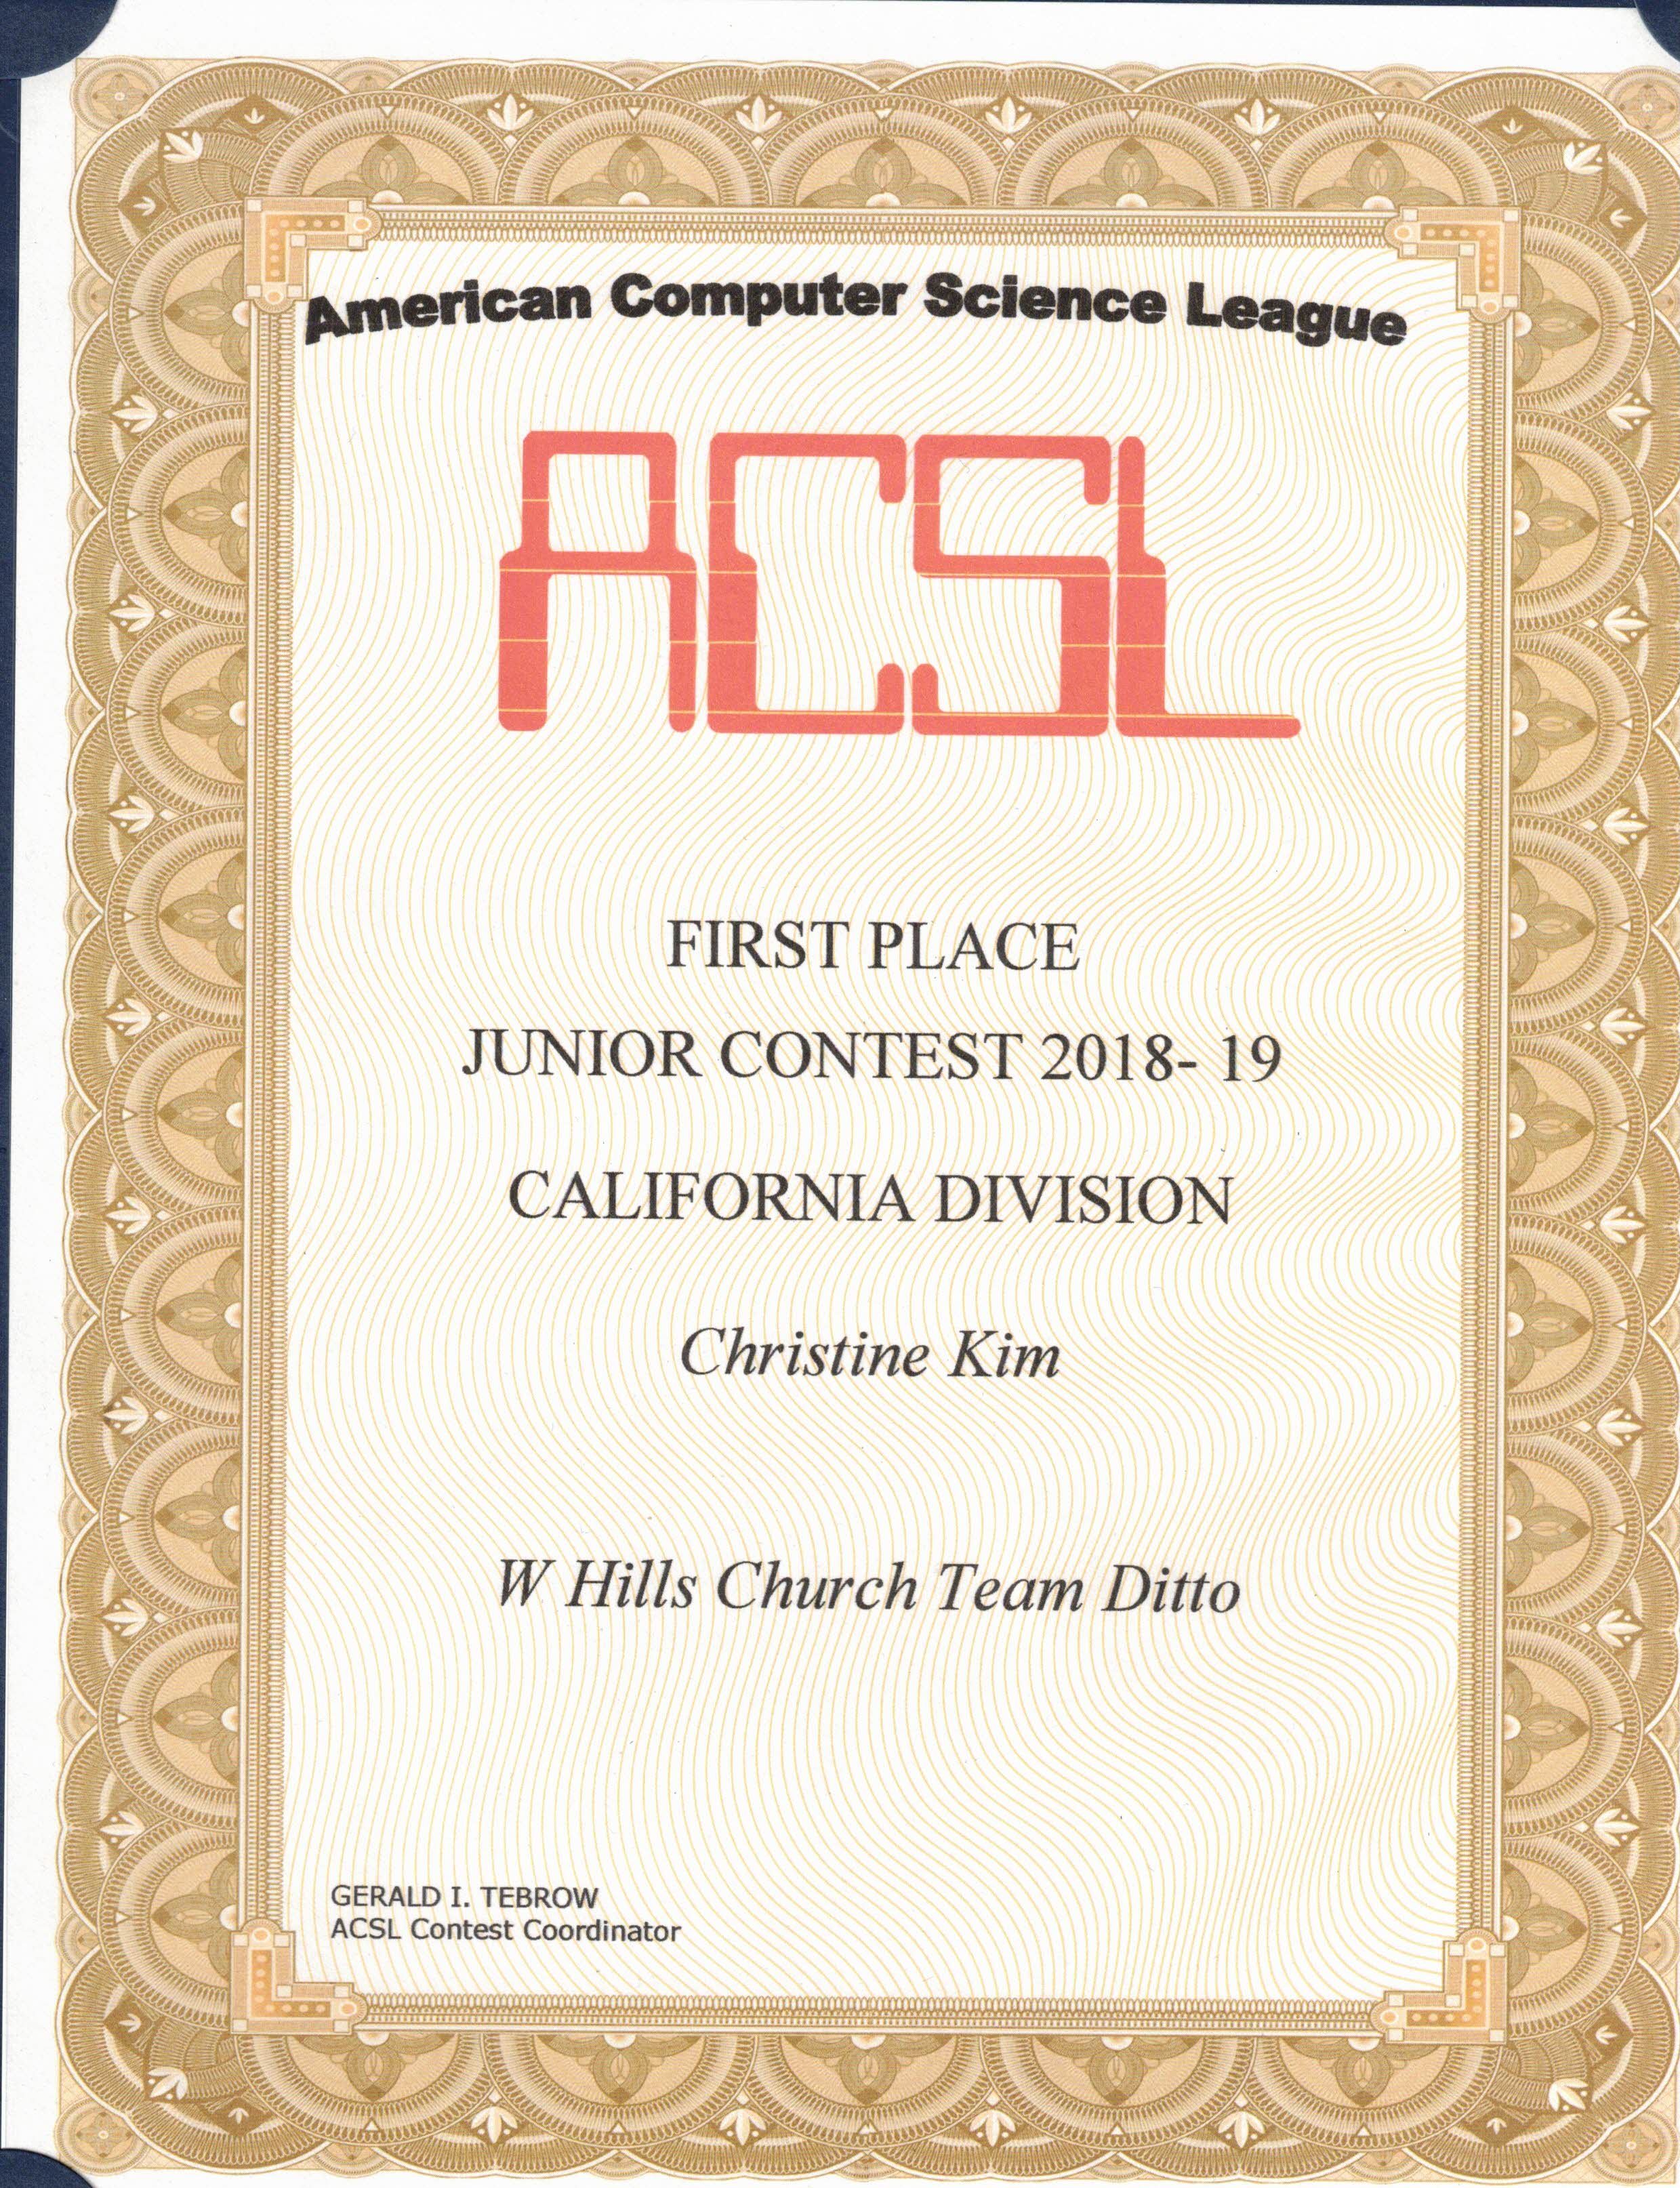 American Computer Science League
ACSL
FIRST PLACE
JUNIOR CONTEST 2018- 19
CALIFORNIA DIVISION
Christine Kim
W Hills Church Team Ditto
GERALD I. TEBROW
ACSL Contest Coordinator